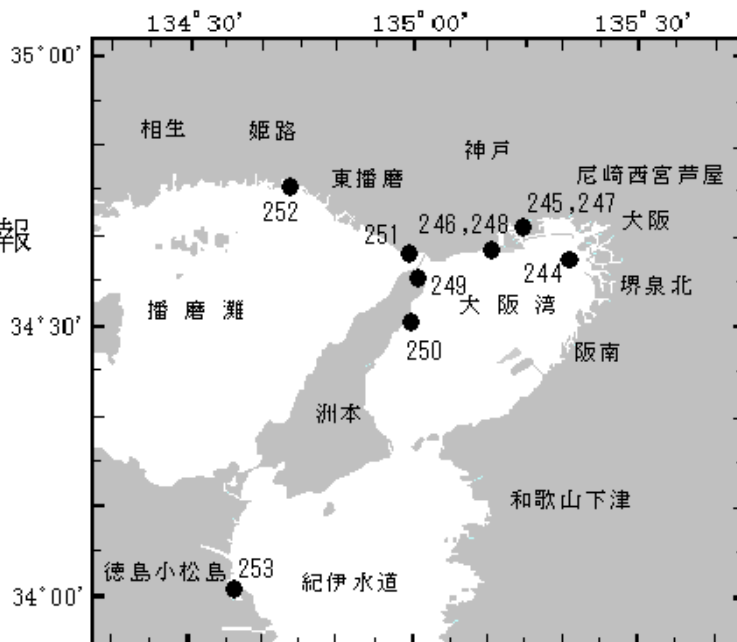 134°30' 135°00' 135°30'
35°00'
相生 姫路
神戸
東播磨
尼崎西宮芦屋
252
245,247
246,248
大阪
報
251
244
249
堺泉北
播磨灘
大阪湾
34°30'
250
阪南
洲本
和歌山下津
徳島小松島
253
紀伊水道
34°00'